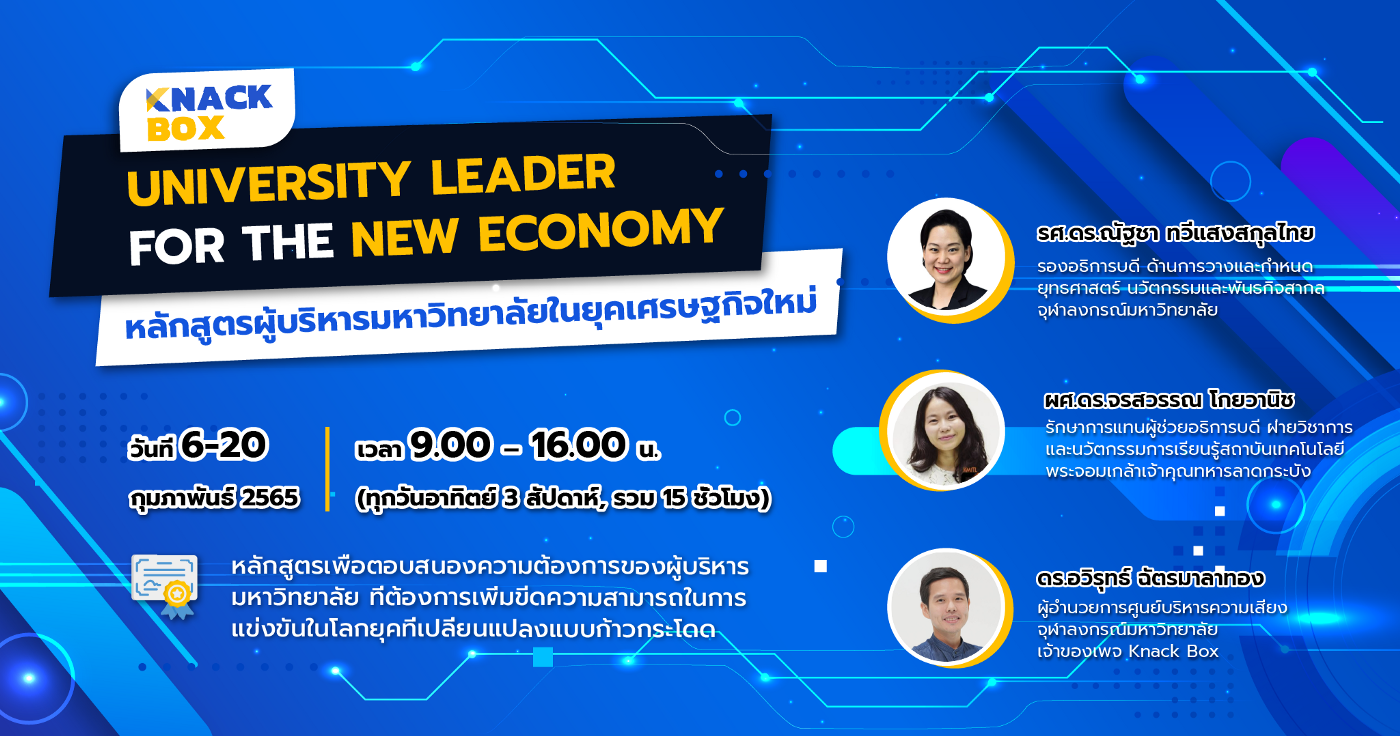 KNACK
BOX
UNIVERSITY LEADER
FOR THE NEW ECONOMY
หลักสูตรผู้บริหารมหาวิทยาลัยในยุคเศรษฐกิจใหม่
วันที่ 6-20
กุมภาพันธ์ 2565
เวลา 9.00 – 16.00 น.
(ทุกวันอาทิตย์ 3 สัปดาห์, รวม 15 ชั่วโมง)
หลักสูตรเพื่อตอบสนองความต้องการของผู้บริหาร
มหาวิทยาลัย ที่ต้องการเพิ่มขีดความสามารถในการ
แข่งขันในโลกยุคที่เปลี่ยนแปลงแบบก้าวกระโดด
รศ.ดร.ณัฐชา ทวีแสงสกุลไทย
รองอธิการบดี ด้านการวางและกำหนด
ยุทธศาสตร์ นวัตกรรมและพันธกิจสากล
จุฬาลงกรณ์มหาวิทยาลัย
ผศ.ดร.จรสวรรณ โกยวานิช
รักษาการแทนผู้ช่วยอธิการบดี ฝ่ายวิชาการ
และนวัตกรรมการเรียนรู้สถาบันเทคโนโลยี
พระจอมเกล้าเจ้าคุณทหารลาดกระบัง
ดร.อวิรุทธ์ ฉัตรมาลาทอง
ผู้อำนวยการศูนย์บริหารความเสี่ยง
จุฬาลงกรณ์มหาวิทยาลัย
เจ้าของเพจ Knack Box